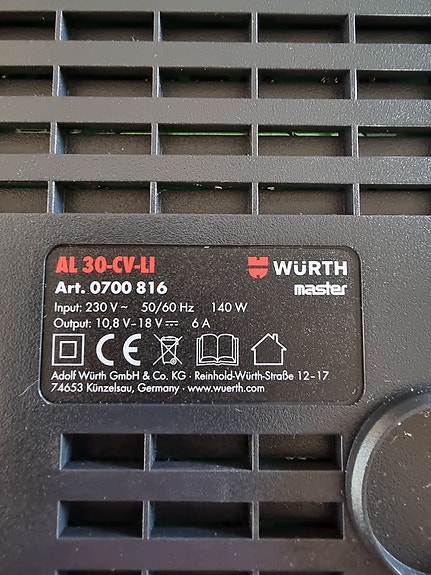 AL 30-CV-LI
WÜRTH
Art. 0700 816
master
Input: 230 V ~ 50/60 Hz 140 W
Output: 10,8 V–18 V ⎓ 6 A
CE
Adolf Würth GmbH & Co. KG · Reinhold-Würth-Straße 12–17
74653 Künzelsau, Germany · www.wuerth.com